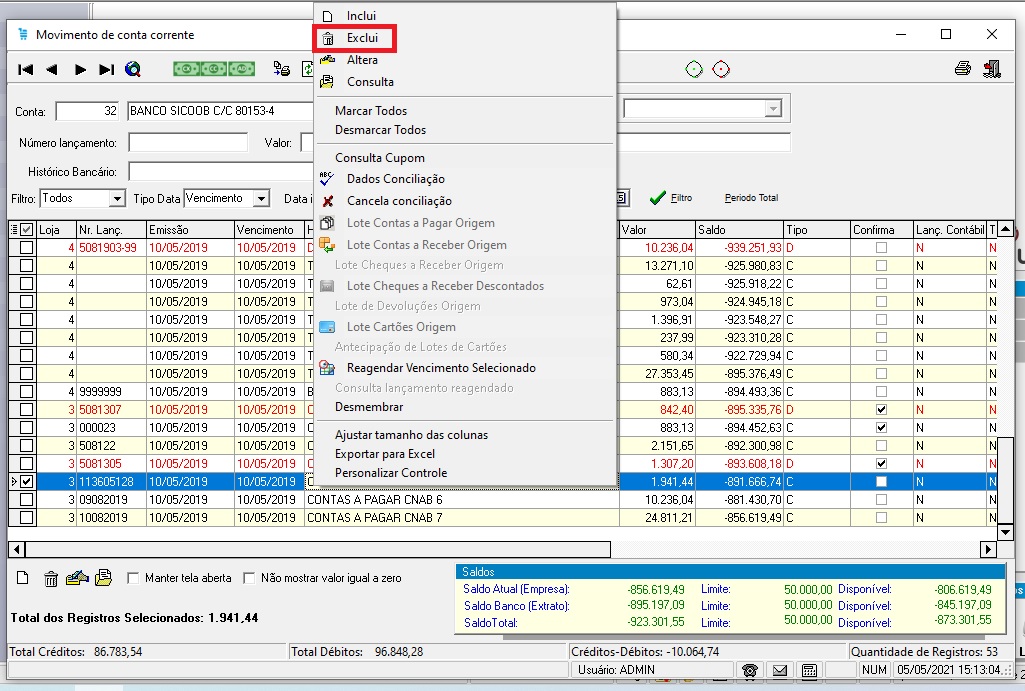 Movimento de conta corrente
Inclui
Exclui
Altera
Consulta
Marcar Todos
Desmarcar Todos
Consulta Cupom
Dados Conciliação
Cancela conciliação
Lote Contas a Pagar Origem
Lote Contas a Receber Origem
Lote Cheques a Receber Origem
Lote Cheques a Receber Descontados
Lote de Devoluções Origem
Lote Cartões Origem
Antecipação de Lotes de Cartões
Reagendar Vencimento Selecionado
Consulta lançamento reagendado
Desmembrar
Ajustar tamanho das colunas
Exportar para Excel
Personalizar Controle
Conta: 32 BANCO SICOOB C/C 80153-4
Número lançamento: Valor:
Histórico Bancário:
Filtro: Todos Tipo Data Vencimento Data i Filtro Periodo Total
Loja Nr. Lanç. Emissão Vencimento H Valor Saldo Tipo Confirma Lanç. Contábil T
4 5081903-99 10/05/2019 10/05/2019 D 10.236,04 -939.251,93 D N N
4 10/05/2019 10/05/2019 T 13.271,10 -925.980,83 C N N
4 10/05/2019 10/05/2019 T 62,61 -925.918,22 C N N
4 10/05/2019 10/05/2019 T 973,04 -924.945,18 C N N
4 10/05/2019 10/05/2019 T 1.396,91 -923.548,27 C N N
4 10/05/2019 10/05/2019 T 237,99 -923.310,28 C N N
4 10/05/2019 10/05/2019 T 580,34 -922.729,94 C N N
4 10/05/2019 10/05/2019 T 27.353,45 -895.376,49 C N N
4 9999999 10/05/2019 10/05/2019 B 883,13 -894.493,36 C N N
3 5081307 10/05/2019 10/05/2019 C 842,40 -895.335,76 D N N
3 000023 10/05/2019 10/05/2019 C 883,13 -894.452,63 C N N
3 508122 10/05/2019 10/05/2019 C 2.151,65 -892.300,98 C N N
3 5081305 10/05/2019 10/05/2019 C 1.307,20 -893.608,18 D N N
3 113605128 10/05/2019 10/05/2019 C 1.941,44 -891.666,74 C N N
3 09082019 10/05/2019 10/05/2019 CONTAS A PAGAR CNAB 6 10.236,04 -881.430,70 C N N
3 10082019 10/05/2019 10/05/2019 CONTAS A PAGAR CNAB 7 24.811,21 -856.619,49 C N N
Manter tela aberta Não mostrar valor igual a zero
Total dos Registros Selecionados: 1.941,44
Saldos
Saldo Atual (Empresa): -856.619,49 Limite: 50.000,00 Disponível: -806.619,49
Saldo Banco (Extrato): -895.197,09 Limite: 50.000,00 Disponível: -845.197,09
SaldoTotal: -923.301,55 Limite: 50.000,00 Disponível: -873.301,55
Total Créditos: 86.783,54 Total Débitos: 96.848,28 Créditos-Débitos: -10.064,74 Quantidade de Registros: 53
Usuário: ADMIN NUM 05/05/2021 15:13:04